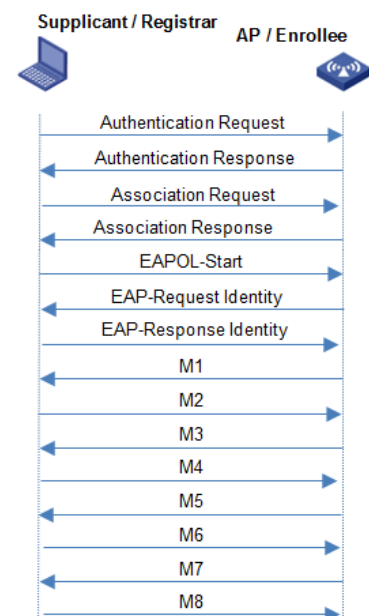 Supplicant / Registrar
AP / Enrollee
Authentication Request
Authentication Response
Association Request
Association Response
EAPOL-Start
EAP-Request Identity
EAP-Response Identity
M1
M2
M3
M4
M5
M6
M7
M8